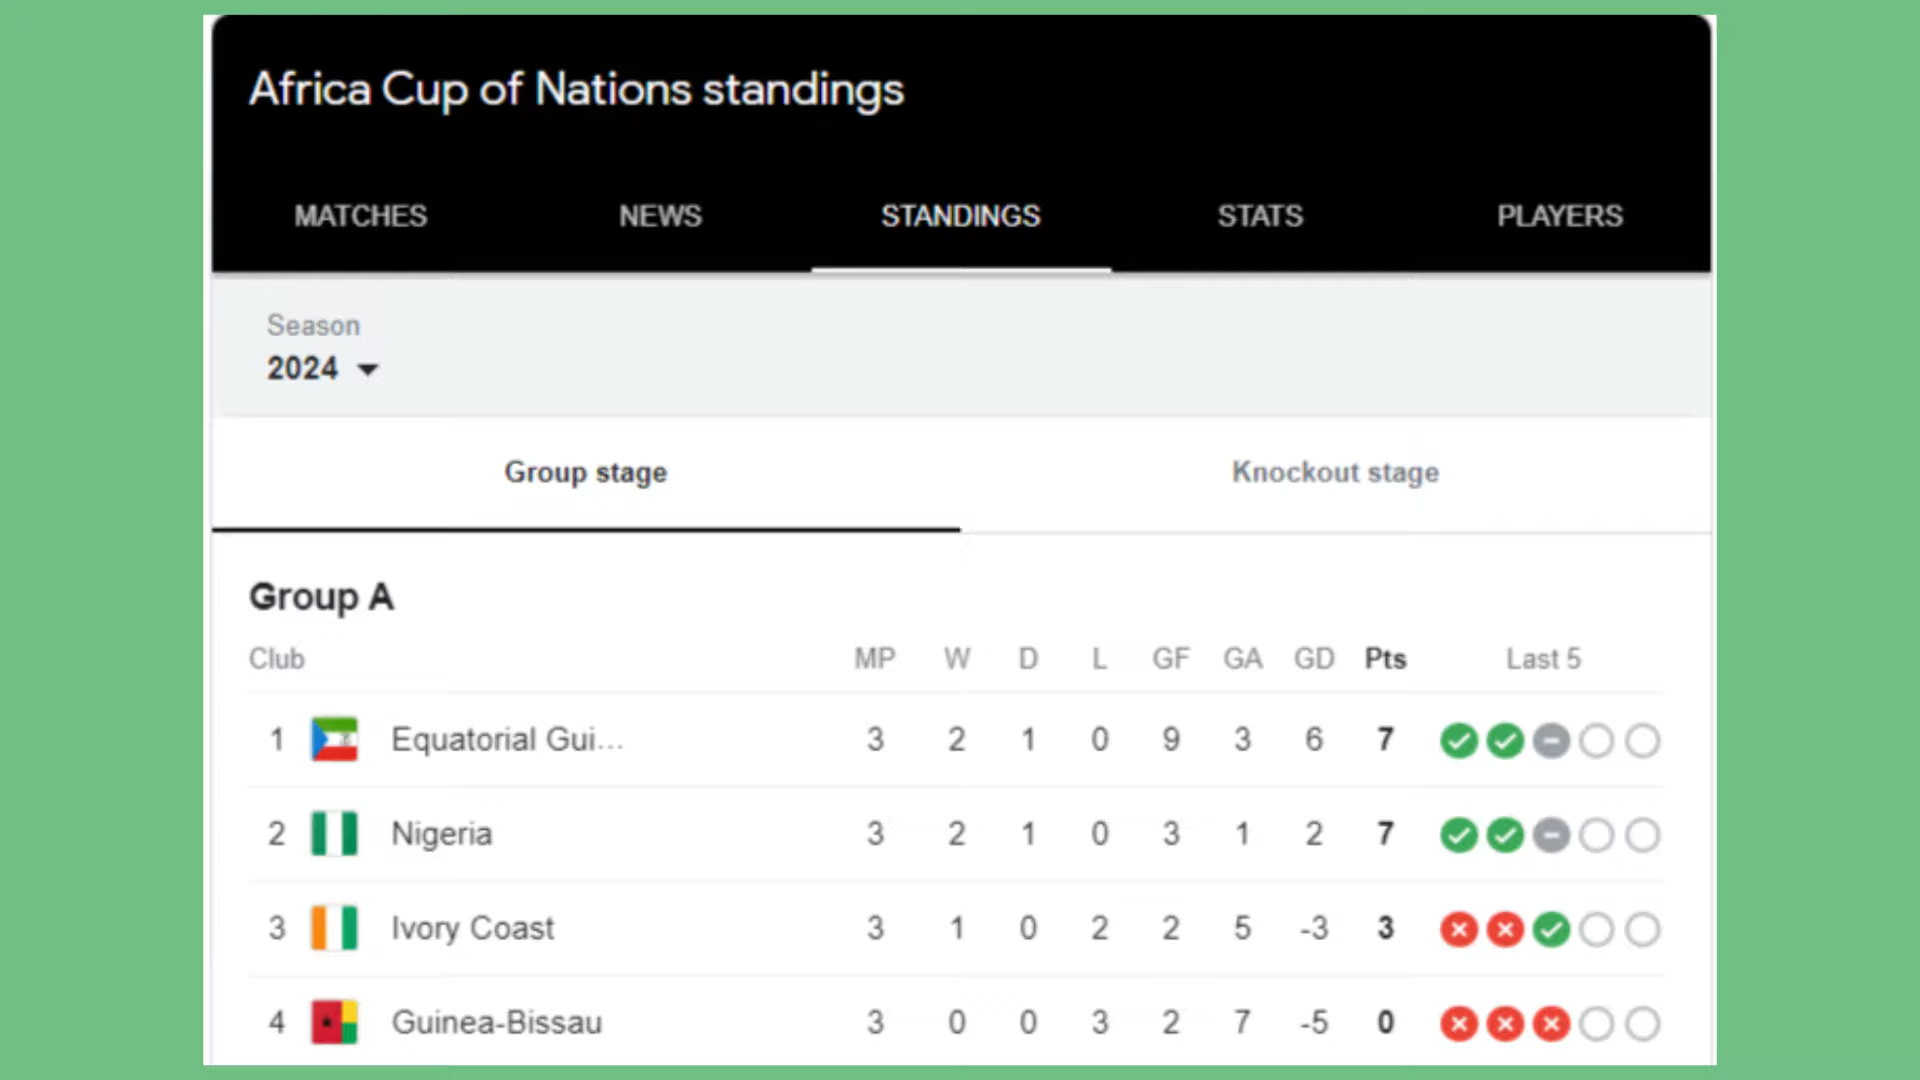 Africa Cup of Nations standings
MATCHES NEWS STANDINGS STATS PLAYERS
Season
2024
Group stage Knockout stage
Group A
Club MP W D L GF GA GD Pts Last 5
1 Equatorial Gui... 3 2 1 0 9 3 6 7
2 Nigeria 3 2 1 0 3 1 2 7
3 Ivory Coast 3 1 0 2 2 5 -3 3
4 Guinea-Bissau 3 0 0 3 2 7 -5 0